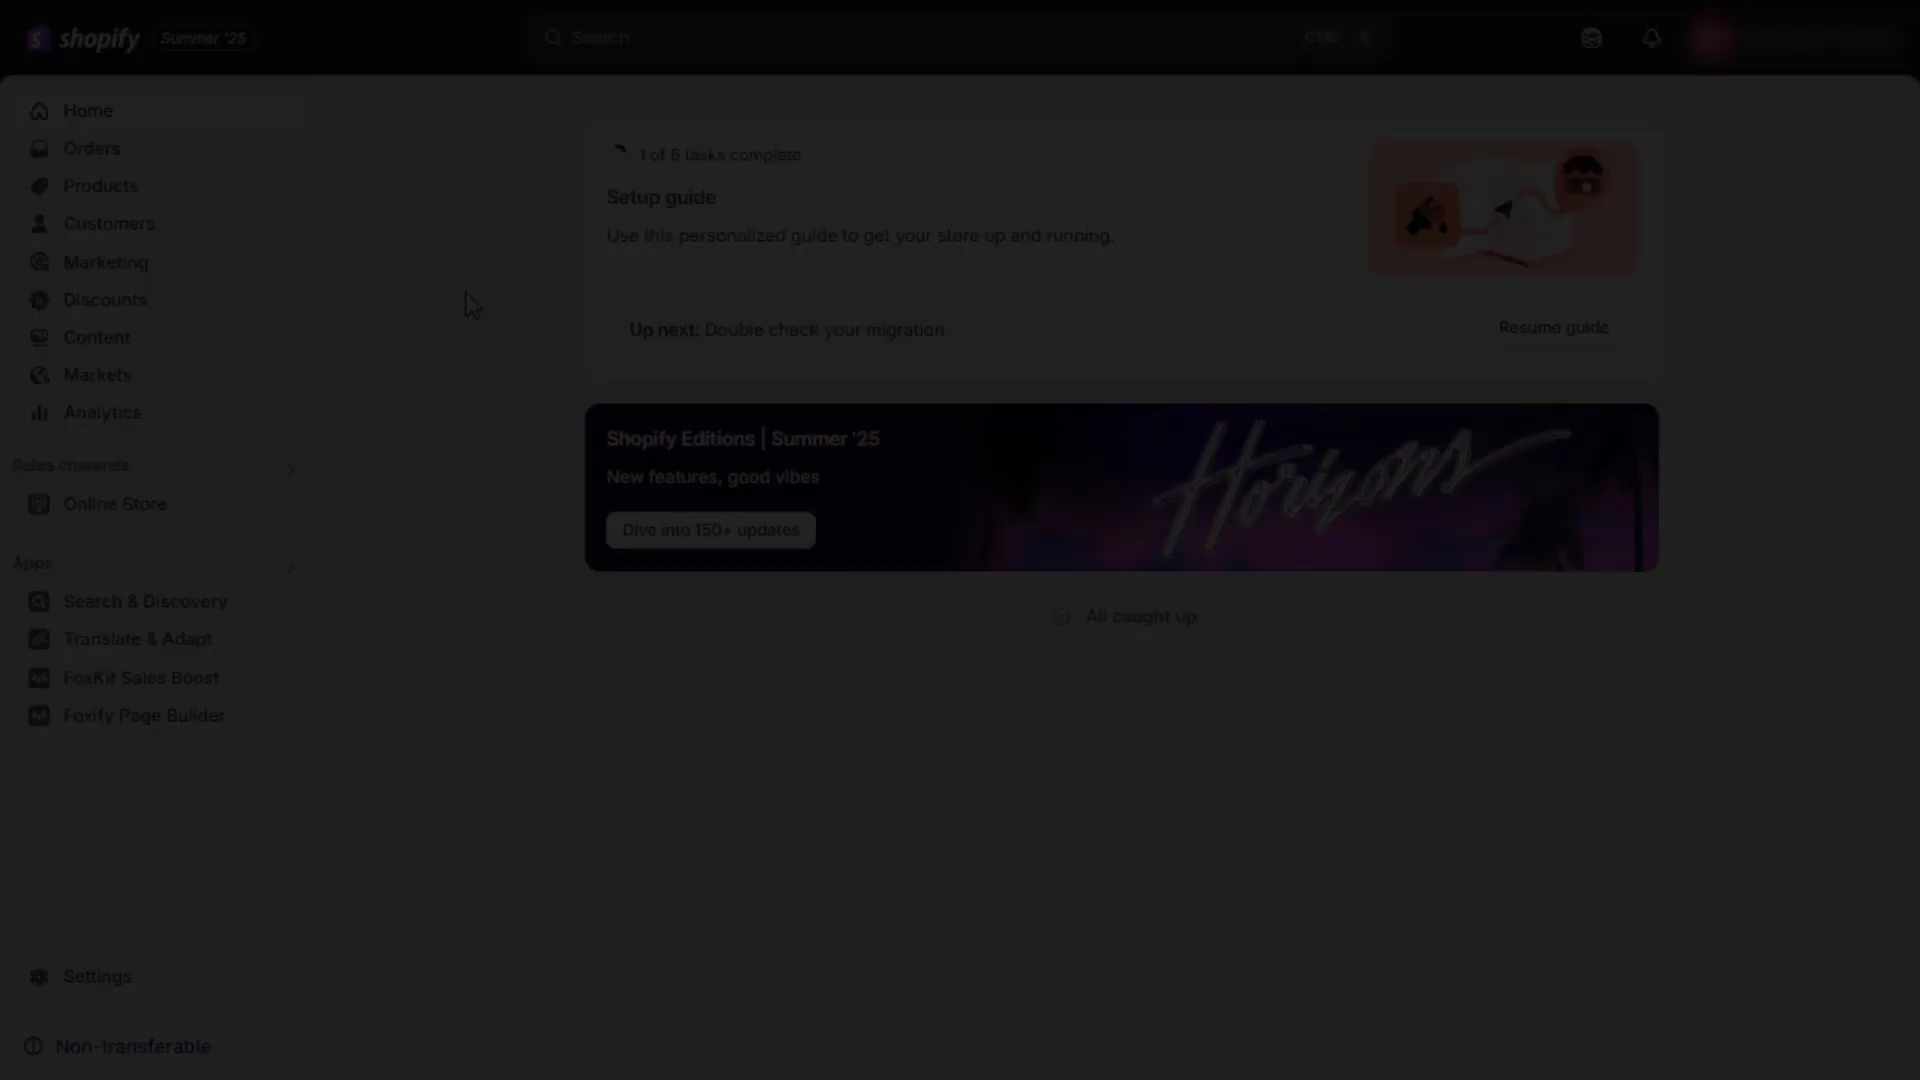 shopify Summer '25
Search
CTRL K
Home
Orders
Products
Customers
Marketing
Discounts
Content
Markets
Analytics
Sales channels
Online Store
Apps
Search & Discovery
Translate & Adapt
FoxKit Sales Boost
Foxify Page Builder
Settings
Non-transferable
1 of 6 tasks complete
Setup guide
Use this personalized guide to get your store up and running.
Up next: Double check your migration
Resume guide
Shopify Editions | Summer '25
New features, good vibes
Dive into 150+ updates
Horizons
All caught up